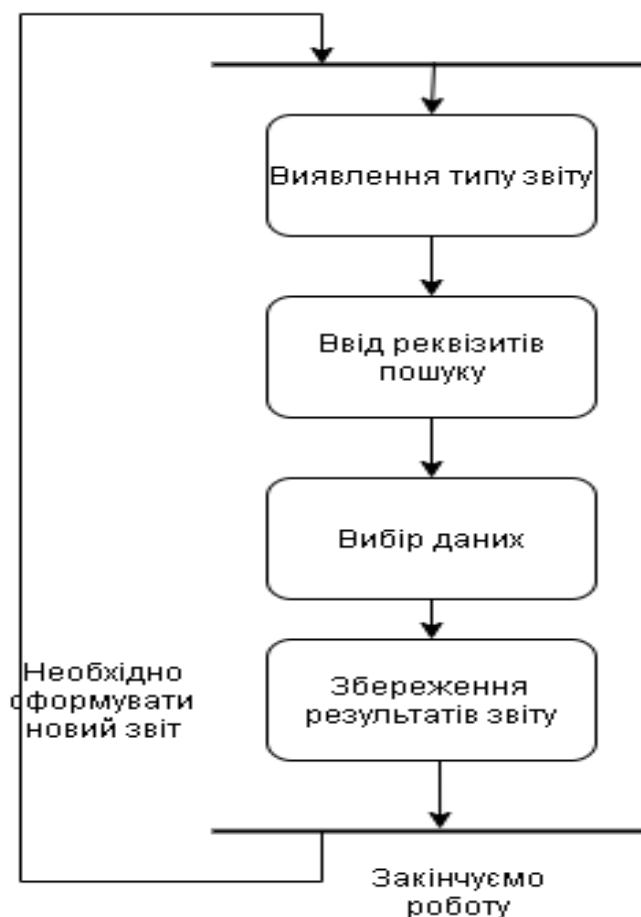 Виявлення типу звіту
Ввід реквізитів
пошуку
Вибір даних
Збереження
результатів звіту
Необхідно
сформувати
новий звіт
Закінчуємо
роботу